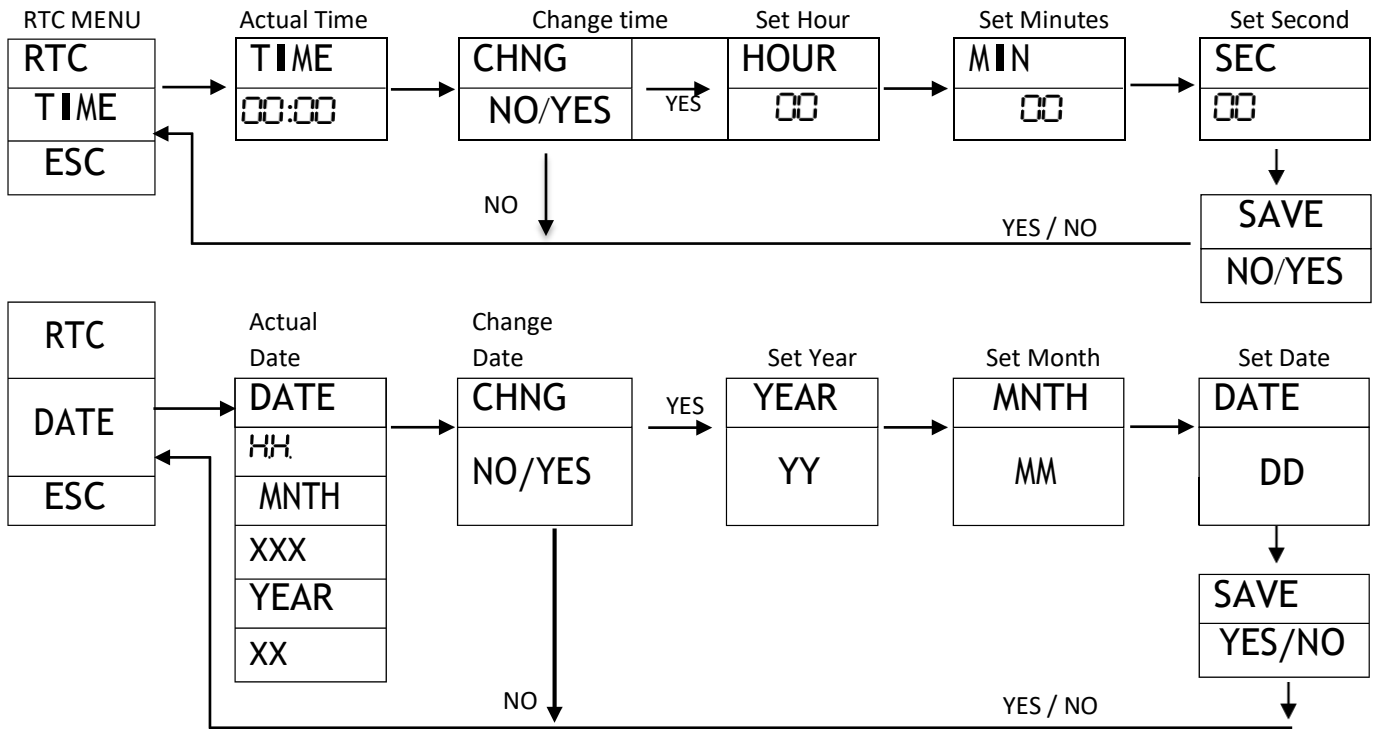 RTC MENU
Actual Time
Change time
Set Hour
Set Minutes
Set Second
RTC
TIME
ESC
TIME
00:00
CHNG
NO/YES
YES
HOUR
00
MIN
00
SEC
00
NO
YES / NO
SAVE
NO/YES
RTC
DATE
ESC
Actual
Date
DATE
H.H.
MNTH
XXX
YEAR
XX
Change
Date
CHNG
NO/YES
YES
Set Year
YEAR
YY
Set Month
MNTH
MM
Set Date
DATE
DD
SAVE
YES/NO
NO
YES / NO